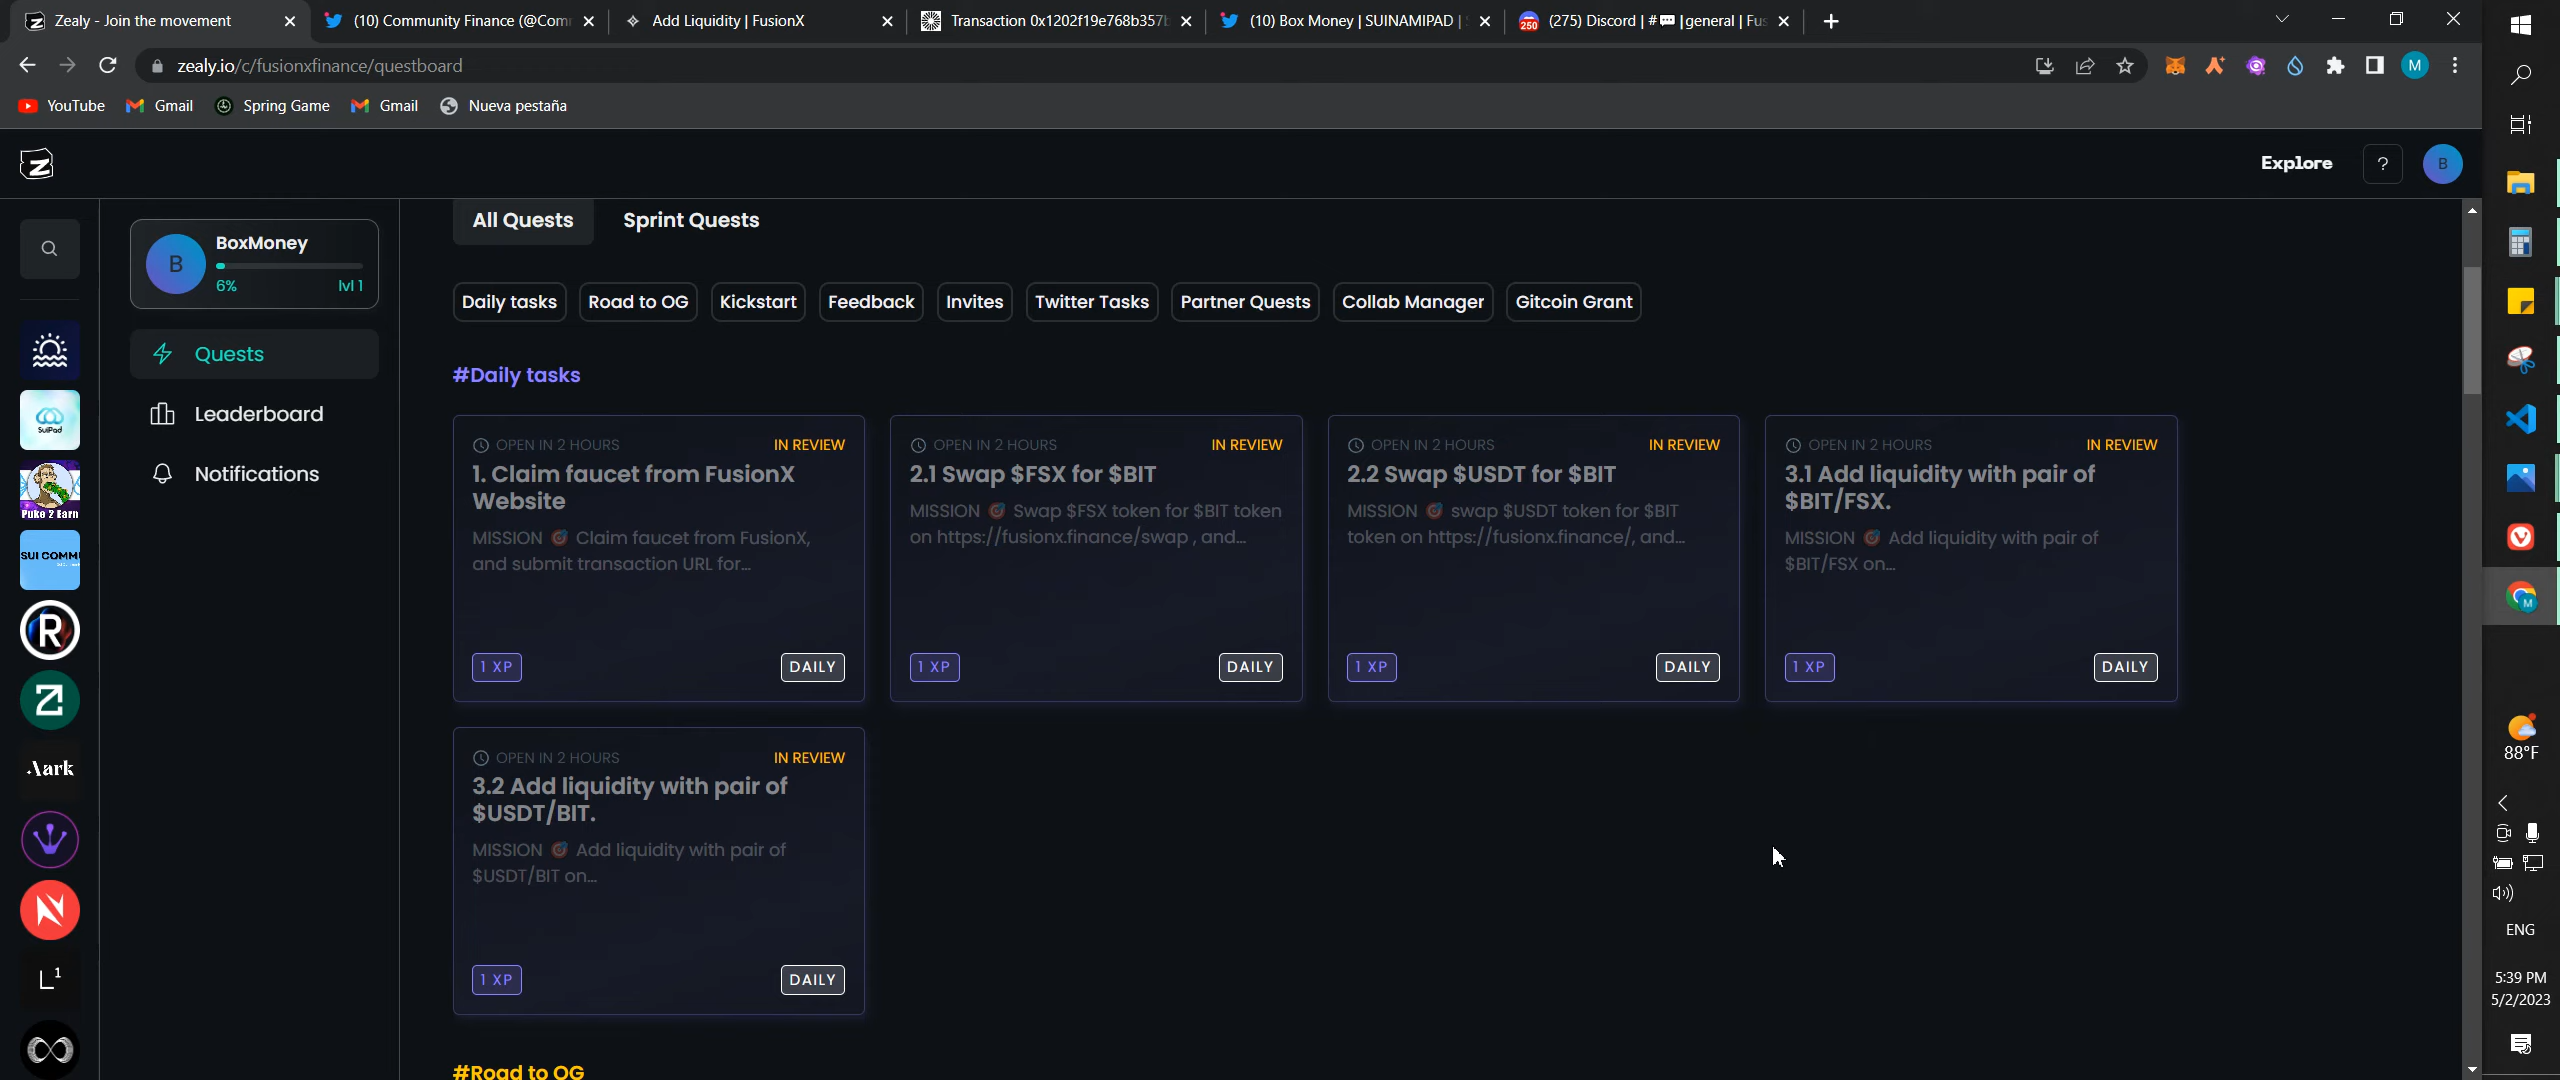 Zealy - Join the movement
(10) Community Finance (@Com
Add Liquidity | FusionX
Transaction 0x1202f19e768b357
(10) Box Money | SUINAMIPAD |
250
(275) Discord | #💬 | general | Fus
zealy.io/c/fusionxfinance/questboard
M
YouTube
Gmail
Spring Game
Gmail
Nueva pestaña
Explore
?
B
B
BoxMoney
6%
lvl 1
Quests
Leaderboard
Notifications
SuiPad
Puke 2 Earn
SUI COMM
R
Λark
L1
All Quests
Sprint Quests
Daily tasks
Road to OG
Kickstart
Feedback
Invites
Twitter Tasks
Partner Quests
Collab Manager
Gitcoin Grant
#Daily tasks
OPEN IN 2 HOURS
IN REVIEW
1. Claim faucet from FusionX
Website
MISSION 🎯 Claim faucet from FusionX,
and submit transaction URL for...
1 XP
DAILY
OPEN IN 2 HOURS
IN REVIEW
2.1 Swap $FSX for $BIT
MISSION 🎯 Swap $FSX token for $BIT token
on https://fusionx.finance/swap , and...
1 XP
DAILY
OPEN IN 2 HOURS
IN REVIEW
2.2 Swap $USDT for $BIT
MISSION 🎯 swap $USDT token for $BIT
token on https://fusionx.finance/, and...
1 XP
DAILY
OPEN IN 2 HOURS
IN REVIEW
3.1 Add liquidity with pair of
$BIT/FSX.
MISSION 🎯 Add liquidity with pair of
$BIT/FSX on...
1 XP
DAILY
OPEN IN 2 HOURS
IN REVIEW
3.2 Add liquidity with pair of
$USDT/BIT.
MISSION 🎯 Add liquidity with pair of
$USDT/BIT on...
1 XP
DAILY
#Road to OG
M
88°F
ENG
5:39 PM
5/2/2023